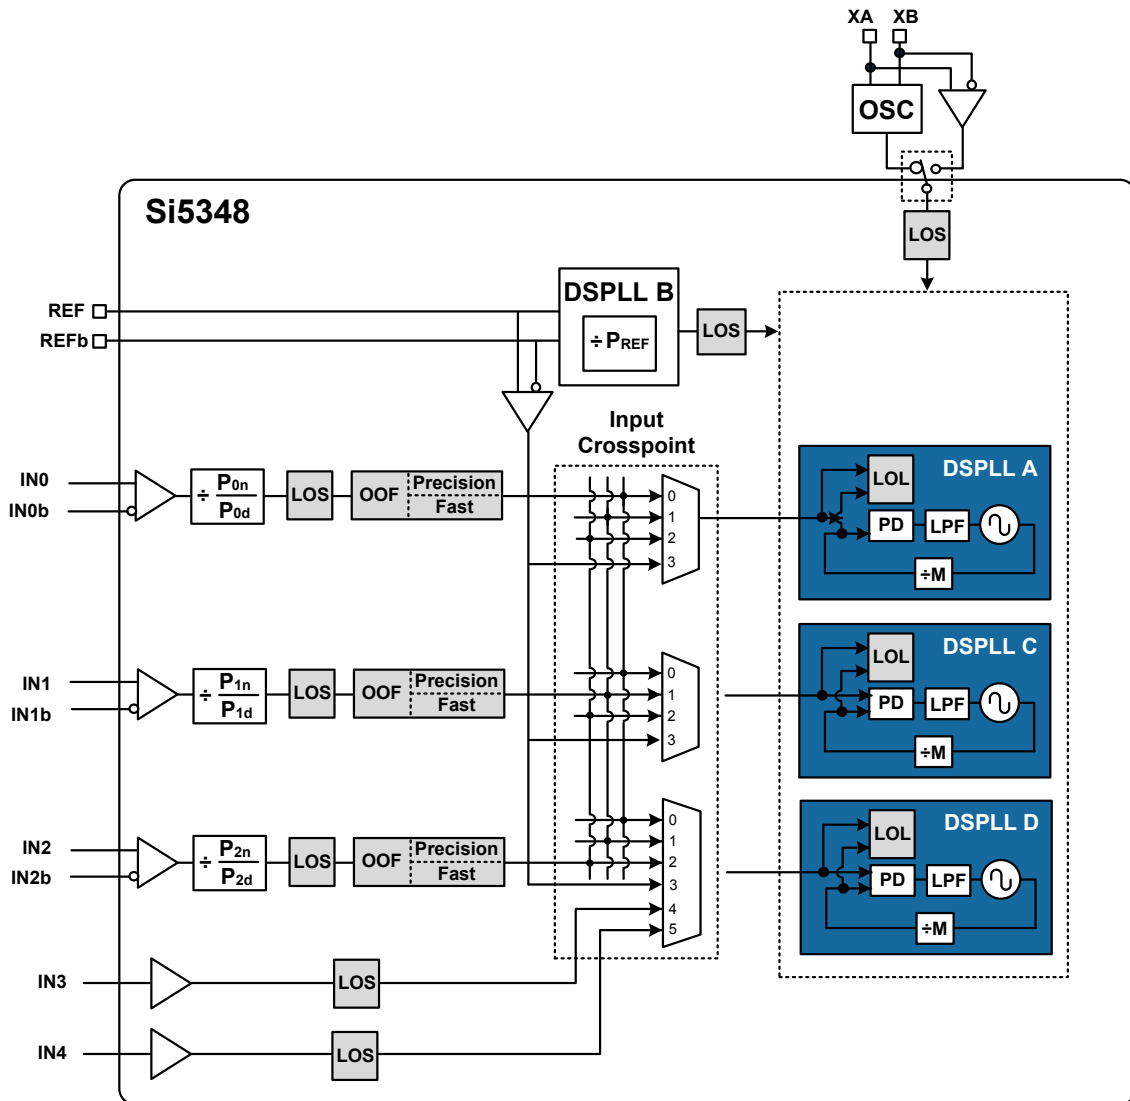 XA XB
OSC
Si5348
LOS
REF
REFb
DSPLL B
÷ PREF
LOS
Input
Crosspoint
IN0
IN0b
÷ P0n
P0d
LOS
OOF
Precision
Fast
0
1
2
3
DSPLL A
LOL
PD
LPF
÷M
IN1
IN1b
÷ P1n
P1d
LOS
OOF
Precision
Fast
0
1
2
3
DSPLL C
LOL
PD
LPF
÷M
IN2
IN2b
÷ P2n
P2d
LOS
OOF
Precision
Fast
0
1
2
3
4
5
DSPLL D
LOL
PD
LPF
÷M
IN3
LOS
IN4
LOS